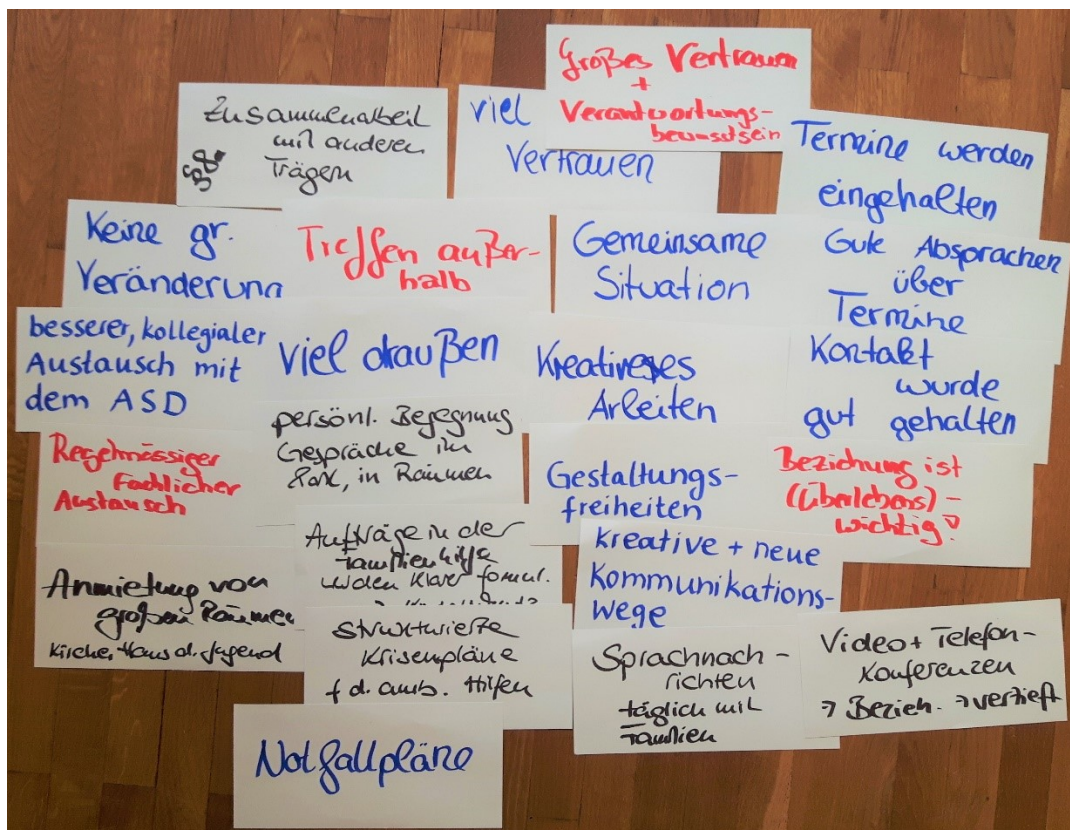 Großes Vertrauen
+
Verantwortungs-
bewusstsein
Zusammenarbeit
mit anderen
Trägern
viel
Vertrauen
Termine werden
eingehalten
Keine gr.
Veränderung
Treffen außer-
halb
Gemeinsame
Situation
Gute Absprachen
über
Termine
besserer, kollegialer
Austausch mit
dem ASD
viel draußen
Kreativeres
Arbeiten
Kontakt
wurde
gut gehalten
persönl. Begegnung
Gespräche im
Park, in Räumen
Regelmässiger
Fachlicher
Austausch
Gestaltungs-
freiheiten
Beziehung ist
(Überlebens)-
wichtig
Aufträge in der
Familienhilfe
werden klarer formul.
kreative + neue
Kommunikations-
wege
Anmietung von
großen Räumen
Kirche, Haus d. Jugend
Strukturierte
Krisenpläne
f. d. amb. Hilfen
Sprachnach-
richten
täglich mit
Familien
Video + Telefon-
Konferenzen
→ Bezieh. → vertieft
Notfallpläne